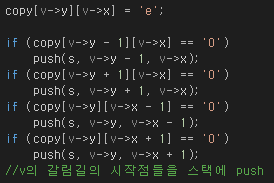 copy[v->y][v->x] = 'e';
if (copy[v->y - 1][v->x] == '0')
push(s, v->y - 1, v->x);
if (copy[v->y + 1][v->x] == '0')
push(s, v->y + 1, v->x);
if (copy[v->y][v->x - 1] == '0')
push(s, v->y, v->x - 1);
if (copy[v->y][v->x + 1] == '0')
push(s, v->y, v->x + 1);
//v의 갈림길의 시작점들을 스택에 push